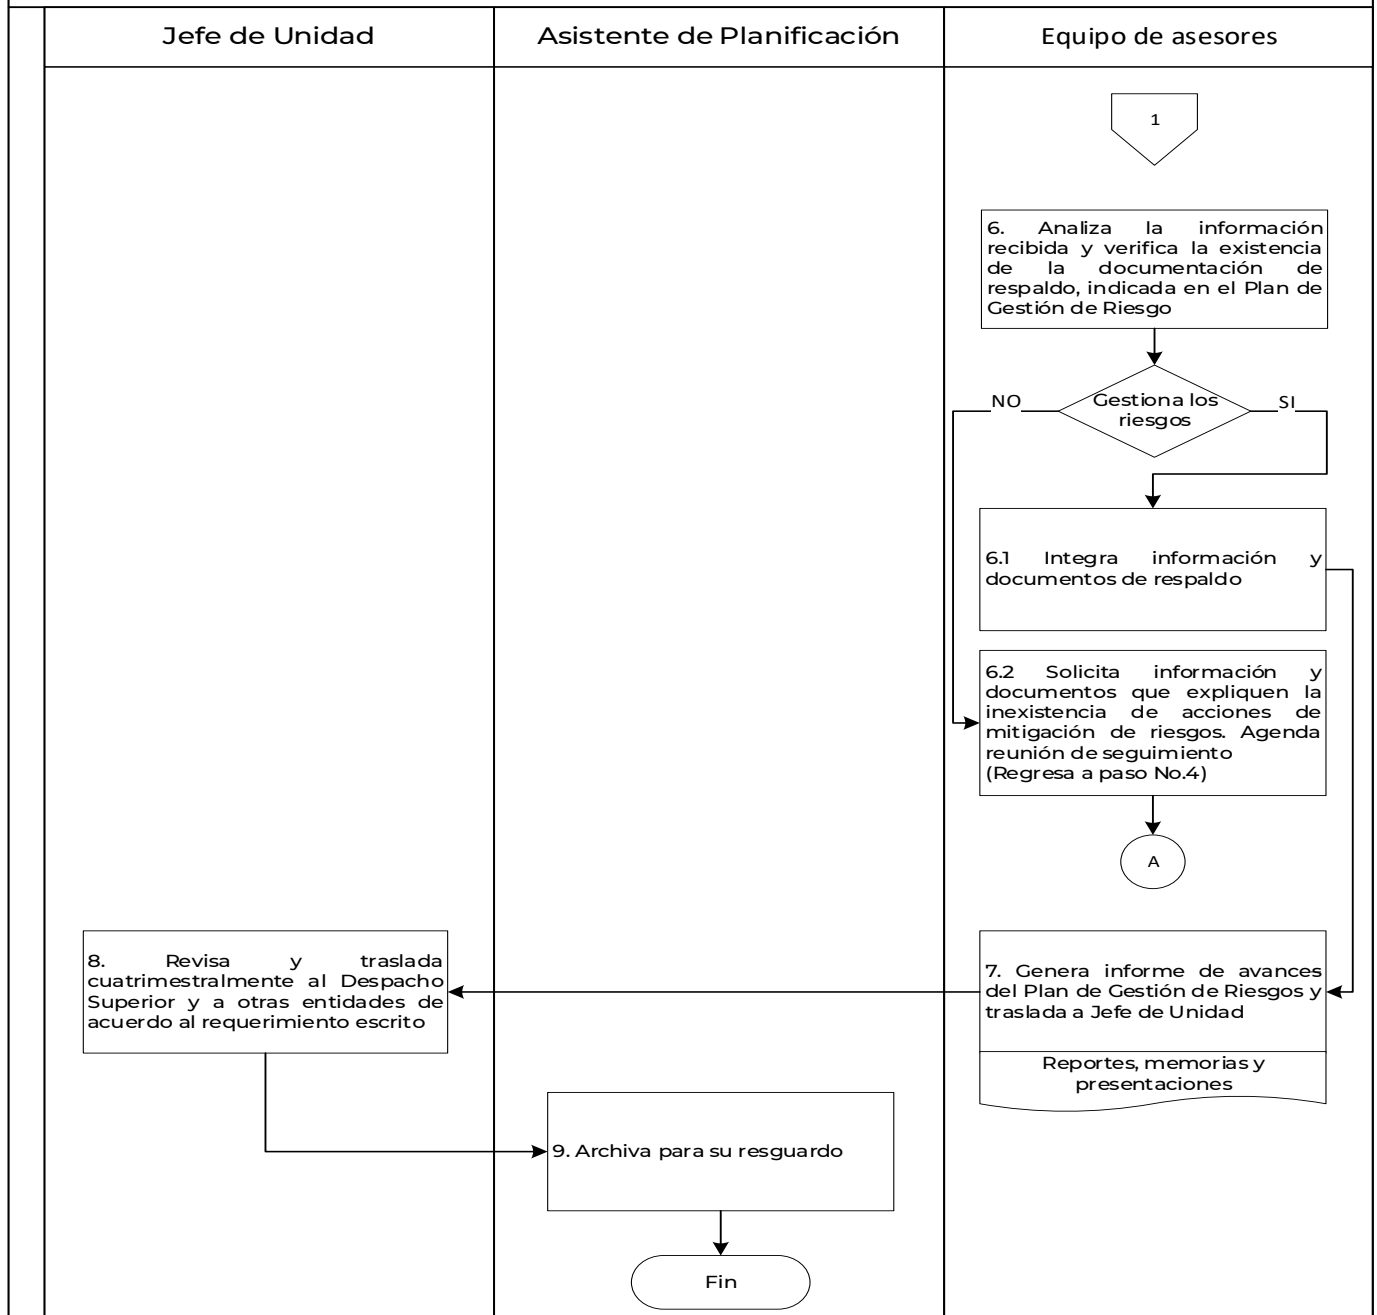 Jefe de Unidad
Asistente de Planificación
Equipo de asesores
1
6. Analiza la información
recibida y verifica la existencia
de la documentación de
respaldo, indicada en el Plan de
Gestión de Riesgo
NO
Gestiona los
riesgos
SI
6.1 Integra información y
documentos de respaldo
6.2 Solicita información y
documentos que expliquen la
inexistencia de acciones de
mitigación de riesgos. Agenda
reunión de seguimiento
(Regresa a paso No.4)
A
7. Genera informe de avances
del Plan de Gestión de Riesgos y
traslada a Jefe de Unidad
Reportes, memorias y
presentaciones
8. Revisa y traslada
cuatrimestralmente al Despacho
Superior y a otras entidades de
acuerdo al requerimiento escrito
9. Archiva para su resguardo
Fin